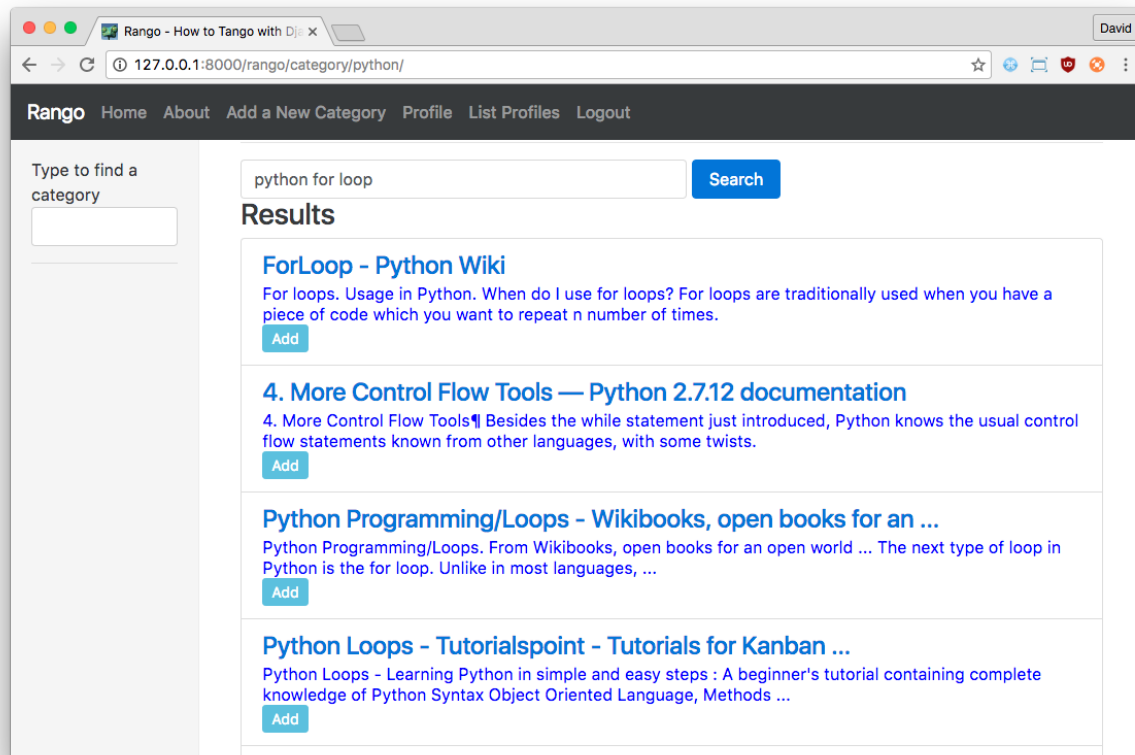 Rango - How to Tango with Dja
David
127.0.0.1:8000/rango/category/python/
Rango Home About Add a New Category Profile List Profiles Logout
Type to find a
category
python for loop
Search
Results
ForLoop - Python Wiki
For loops. Usage in Python. When do I use for loops? For loops are traditionally used when you have a
piece of code which you want to repeat n number of times.
Add
4. More Control Flow Tools — Python 2.7.12 documentation
4. More Control Flow Tools¶ Besides the while statement just introduced, Python knows the usual control
flow statements known from other languages, with some twists.
Add
Python Programming/Loops - Wikibooks, open books for an ...
Python Programming/Loops. From Wikibooks, open books for an open world ... The next type of loop in
Python is the for loop. Unlike in most languages, ...
Add
Python Loops - Tutorialspoint - Tutorials for Kanban ...
Python Loops - Learning Python in simple and easy steps : A beginner's tutorial containing complete
knowledge of Python Syntax Object Oriented Language, Methods ...
Add